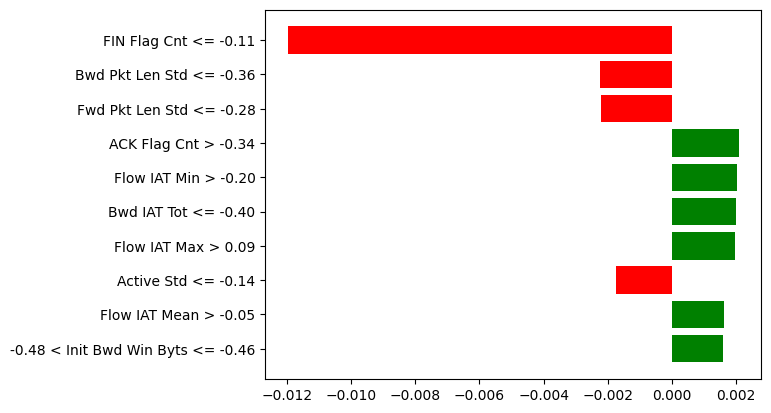 FIN Flag Cnt <= -0.11
Bwd Pkt Len Std <= -0.36
Fwd Pkt Len Std <= -0.28
ACK Flag Cnt > -0.34
Flow IAT Min > -0.20
Bwd IAT Tot <= -0.40
Flow IAT Max > 0.09
Active Std <= -0.14
Flow IAT Mean > -0.05
-0.48 < Init Bwd Win Byts <= -0.46
−0.012 −0.010 −0.008 −0.006 −0.004 −0.002 0.000 0.002